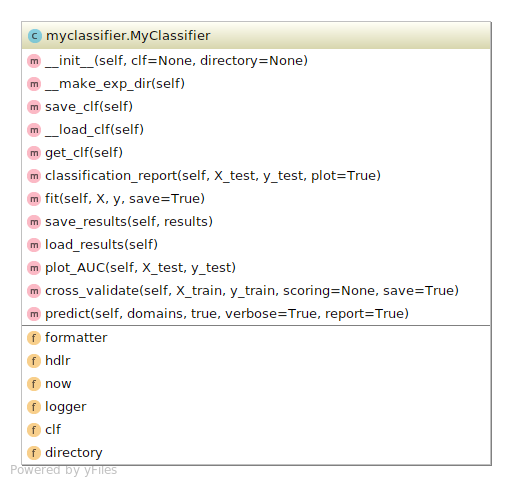 c myclassifier.MyClassifier
m __init__(self, clf=None, directory=None)
m __make_exp_dir(self)
m save_clf(self)
m __load_clf(self)
m get_clf(self)
m classification_report(self, X_test, y_test, plot=True)
m fit(self, X, y, save=True)
m save_results(self, results)
m load_results(self)
m plot_AUC(self, X_test, y_test)
m cross_validate(self, X_train, y_train, scoring=None, save=True)
m predict(self, domains, true, verbose=True, report=True)
f formatter
f hdlr
f now
f logger
f clf
f directory
Powered by yFiles